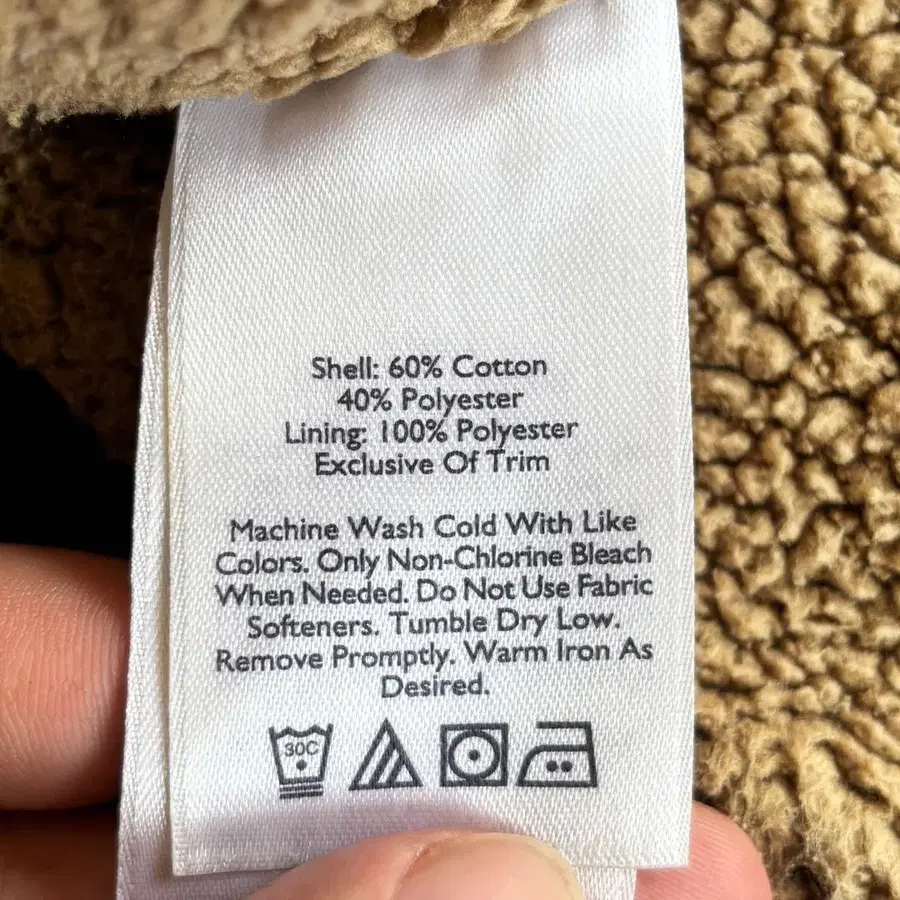 Shell: 60% Cotton
40% Polyester
Lining: 100% Polyester
Exclusive Of Trim
Machine Wash Cold With Like
Colors. Only Non-Chlorine Bleach
When Needed. Do Not Use Fabric
Softeners. Tumble Dry Low.
Remove Promptly. Warm Iron As
Desired.
30C